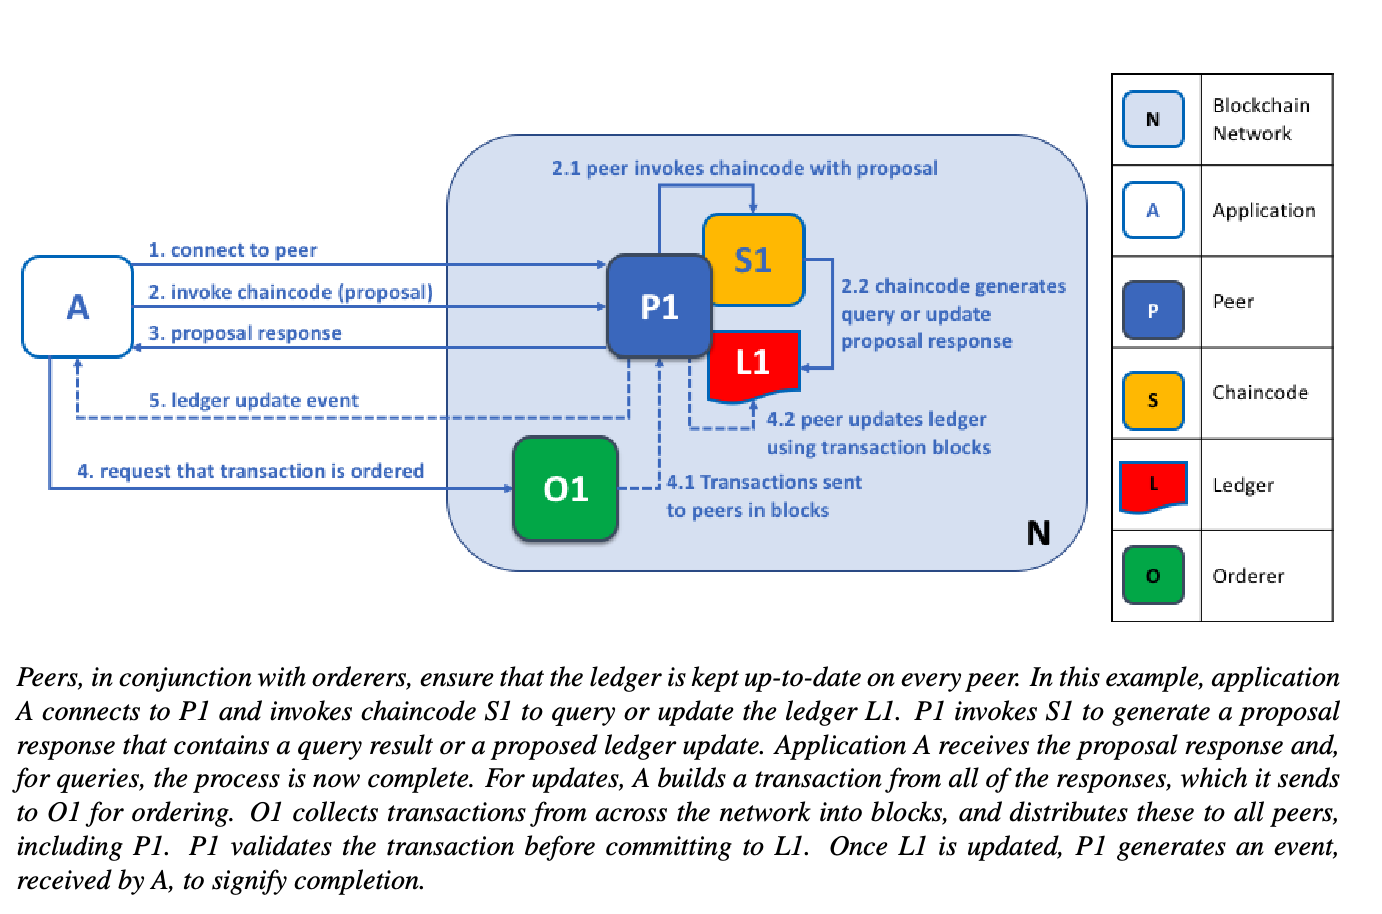 2.1 peer invokes chaincode with proposal
1. connect to peer
2. invoke chaincode (proposal)
3. proposal response
A
P1
S1
2.2 chaincode generates
query or update
proposal response
L1
5. ledger update event
4.2 peer updates ledger
using transaction blocks
4. request that transaction is ordered
O1
4.1 Transactions sent
to peers in blocks
N
N
Blockchain
Network
A
Application
P
Peer
S
Chaincode
L
Ledger
O
Orderer
Peers, in conjunction with orderers, ensure that the ledger is kept up-to-date on every peer. In this example, application
A connects to P1 and invokes chaincode S1 to query or update the ledger L1. P1 invokes S1 to generate a proposal
response that contains a query result or a proposed ledger update. Application A receives the proposal response and,
for queries, the process is now complete. For updates, A builds a transaction from all of the responses, which it sends
to O1 for ordering. O1 collects transactions from across the network into blocks, and distributes these to all peers,
including P1. P1 validates the transaction before committing to L1. Once L1 is updated, P1 generates an event,
received by A, to signify completion.